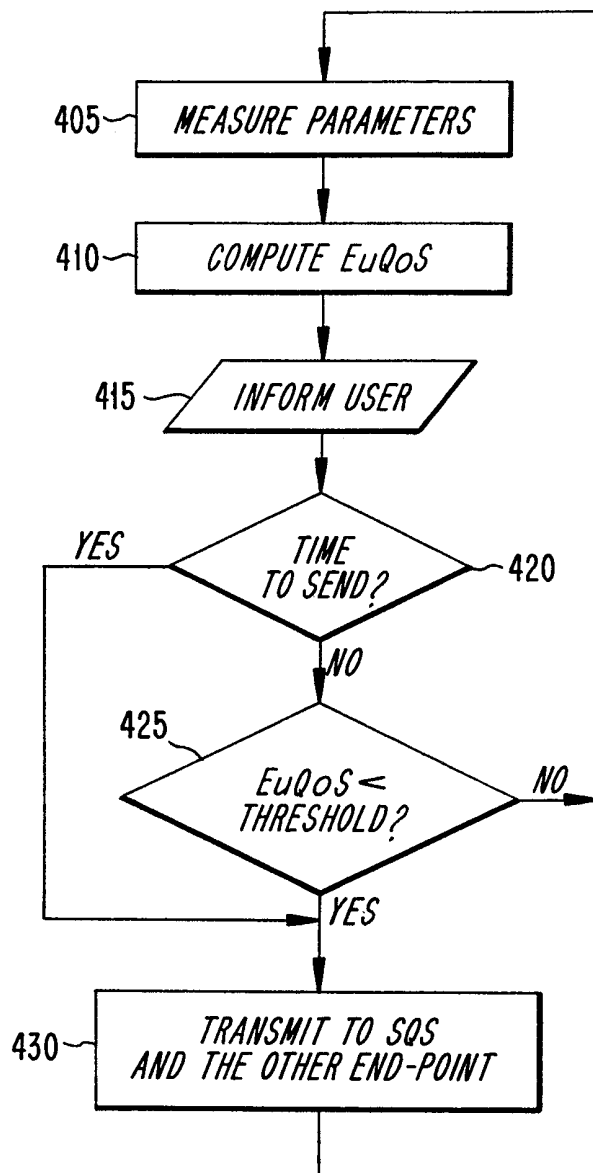 405
MEASURE PARAMETERS
410
COMPUTE EuQoS
415
INFORM USER
YES
TIME
TO SEND?
420
NO
425
EuQoS <
THRESHOLD?
NO
YES
430
TRANSMIT TO SQS
AND THE OTHER END-POINT